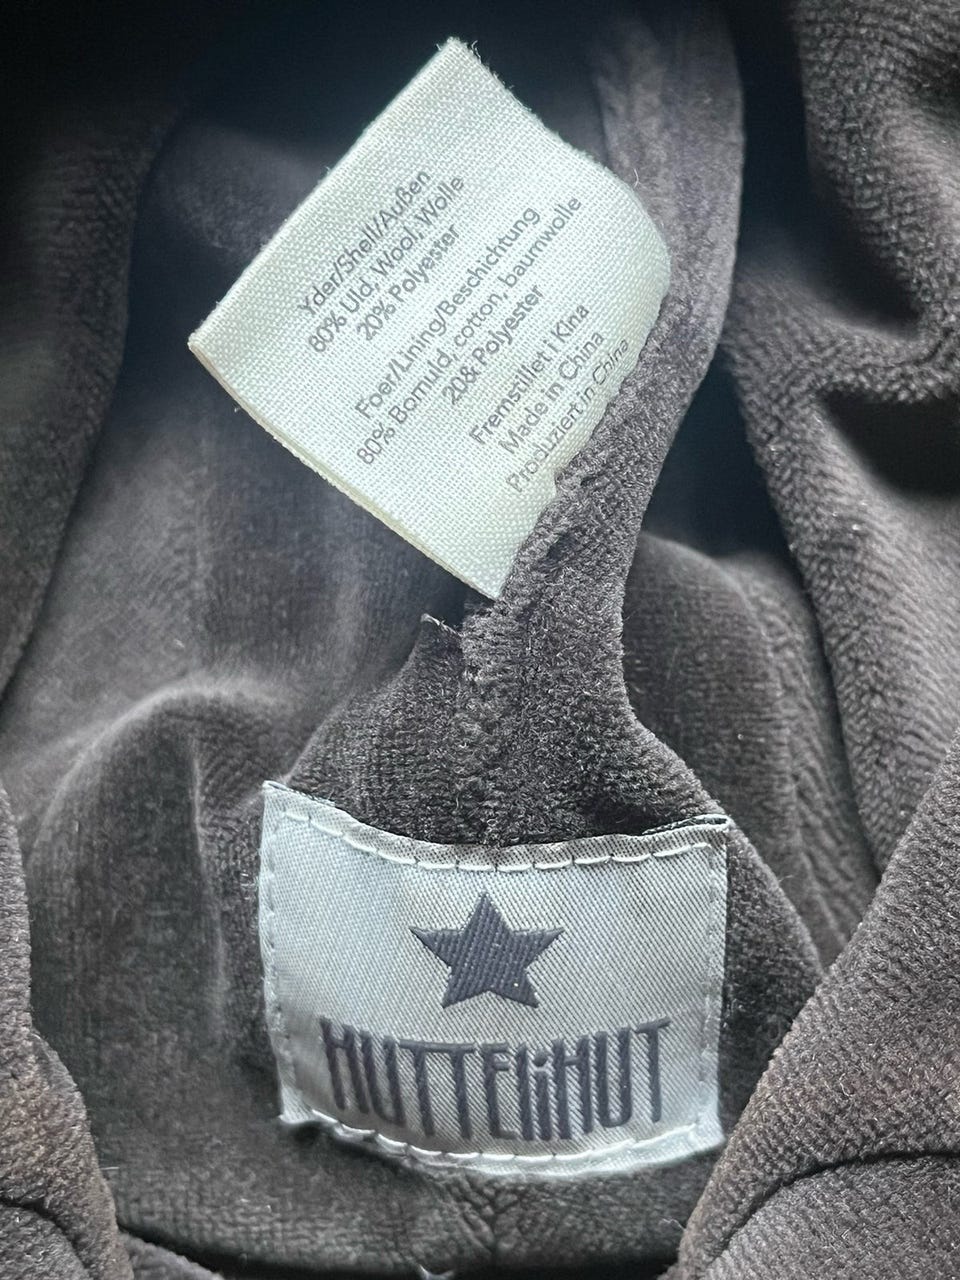 Yder/Shell/Außen
80% Uld, Wool, Wolle
20% Polyester
Foer/Lining/Beschichtung
80% Bomuld, cotton, baumwolle
20& Polyester
Fremstillet i Kina
Made in China
Produziert in China
HUTTEliHUT